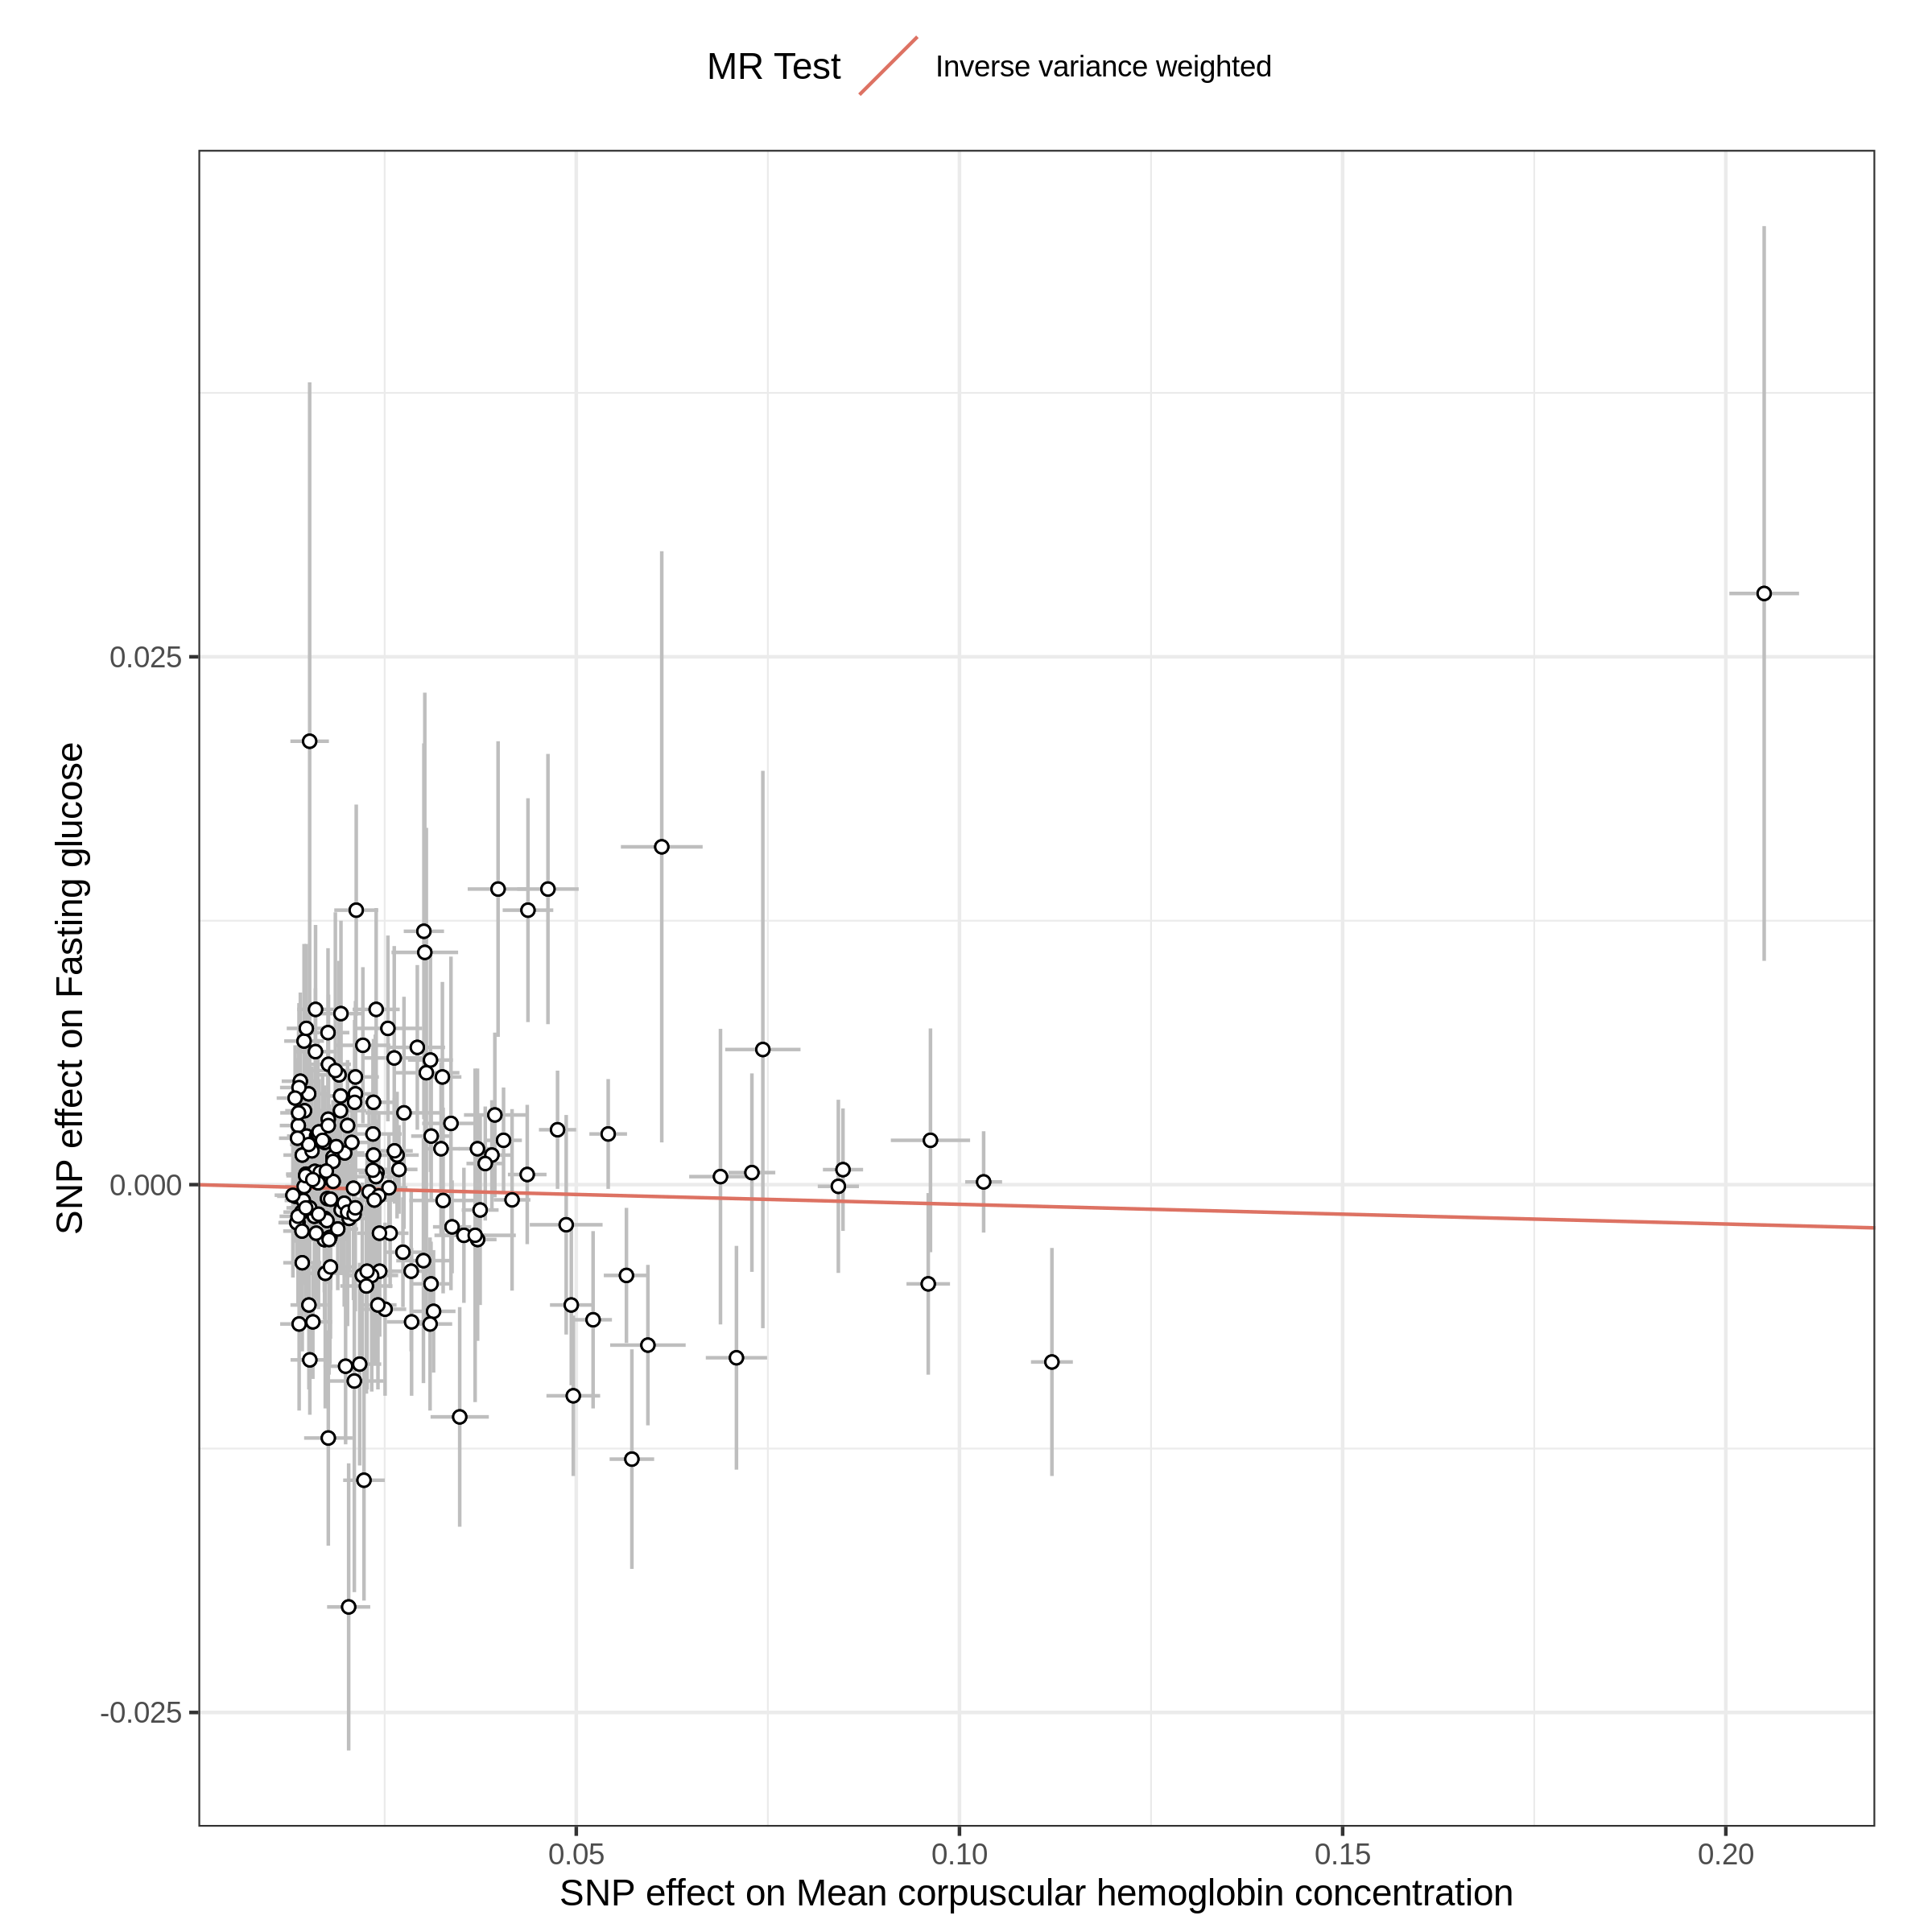 MR Test Inverse variance weighted
SNP effect on Fasting glucose
0.025
0.000
-0.025
0.05 0.10 0.15 0.20
SNP effect on Mean corpuscular hemoglobin concentration